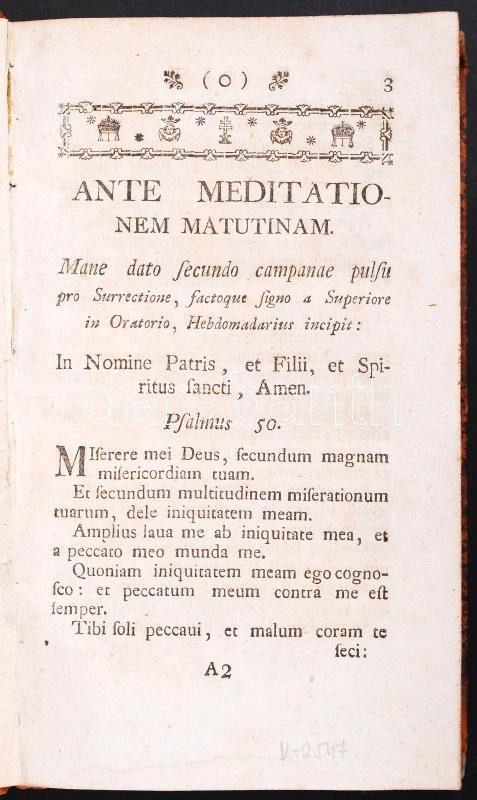 (0) 3
ANTE MEDITATIO-
NEM MATUTINAM.
Mane dato ſecundo campanae pulſu
pro Surrectione, factoque ſigno a Superiore
in Oratorio, Hebdomadarius incipit:
In Nomine Patris, et Filii, et Spi-
ritus ſancti, Amen.
Pſalmus 50.
MIſerere mei Deus, ſecundum magnam
miſericordiam tuam.
Et ſecundum multitudinem miſerationum
tuarum, dele iniquitatem meam.
Amplius laua me ab iniquitate mea, et
a peccato meo munda me.
Quoniam iniquitatem meam ego cogno-
ſco: et peccatum meum contra me eſt
ſemper.
Tibi ſoli peccaui, et malum coram te
feci:
A2
K-2547